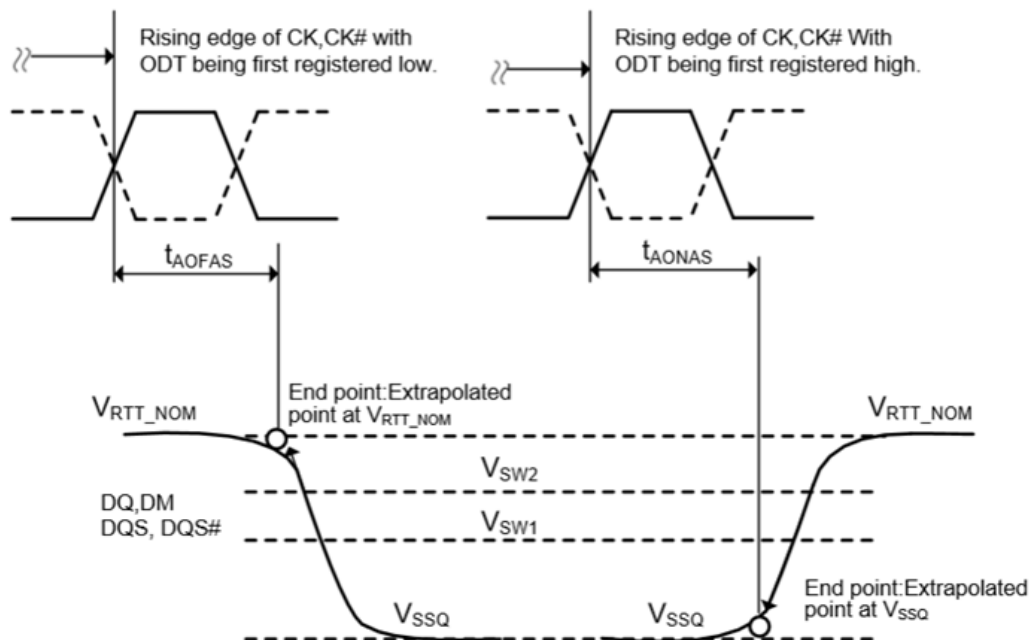 Rising edge of CK,CK# with
ODT being first registered low.
Rising edge of CK,CK# With
ODT being first registered high.
tAOFAS
tAONAS
End point:Extrapolated
point at VRTT_NOM
VRTT_NOM
VRTT_NOM
VSW2
DQ,DM
DQS, DQS#
VSW1
End point:Extrapolated
point at VSSQ
VSSQ
VSSQ